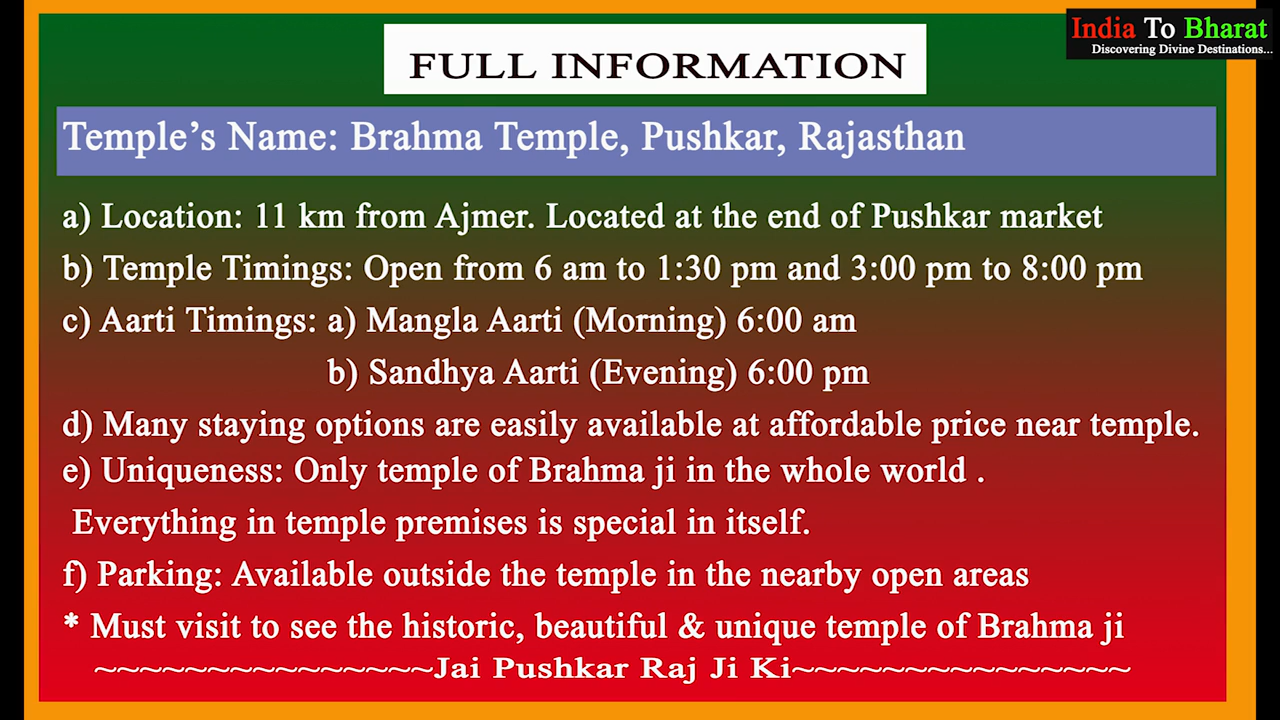 India To Bharat
Discovering Divine Destinations...
FULL INFORMATION
Temple's Name: Brahma Temple, Pushkar, Rajasthan
a) Location: 11 km from Ajmer. Located at the end of Pushkar market
b) Temple Timings: Open from 6 am to 1:30 pm and 3:00 pm to 8:00 pm
c) Aarti Timings: a) Mangla Aarti (Morning) 6:00 am
b) Sandhya Aarti (Evening) 6:00 pm
d) Many staying options are easily available at affordable price near temple.
e) Uniqueness: Only temple of Brahma ji in the whole world .
Everything in temple premises is special in itself.
f) Parking: Available outside the temple in the nearby open areas
* Must visit to see the historic, beautiful & unique temple of Brahma ji
~~~~~~~~~~~~~~~Jai Pushkar Raj Ji Ki~~~~~~~~~~~~~~~